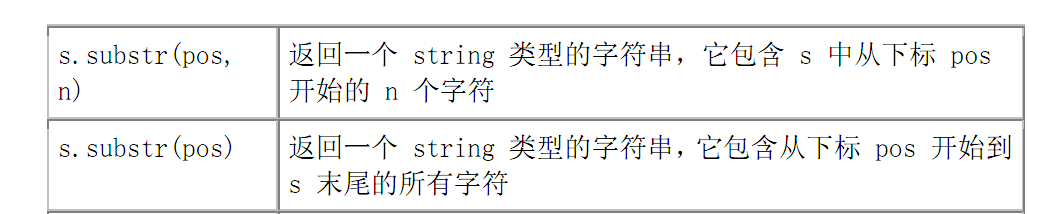 s.substr(pos,
n)
返回一个 string 类型的字符串，它包含 s 中从下标 pos
开始的 n 个字符
s.substr(pos)
返回一个 string 类型的字符串，它包含从下标 pos 开始到
s 末尾的所有字符